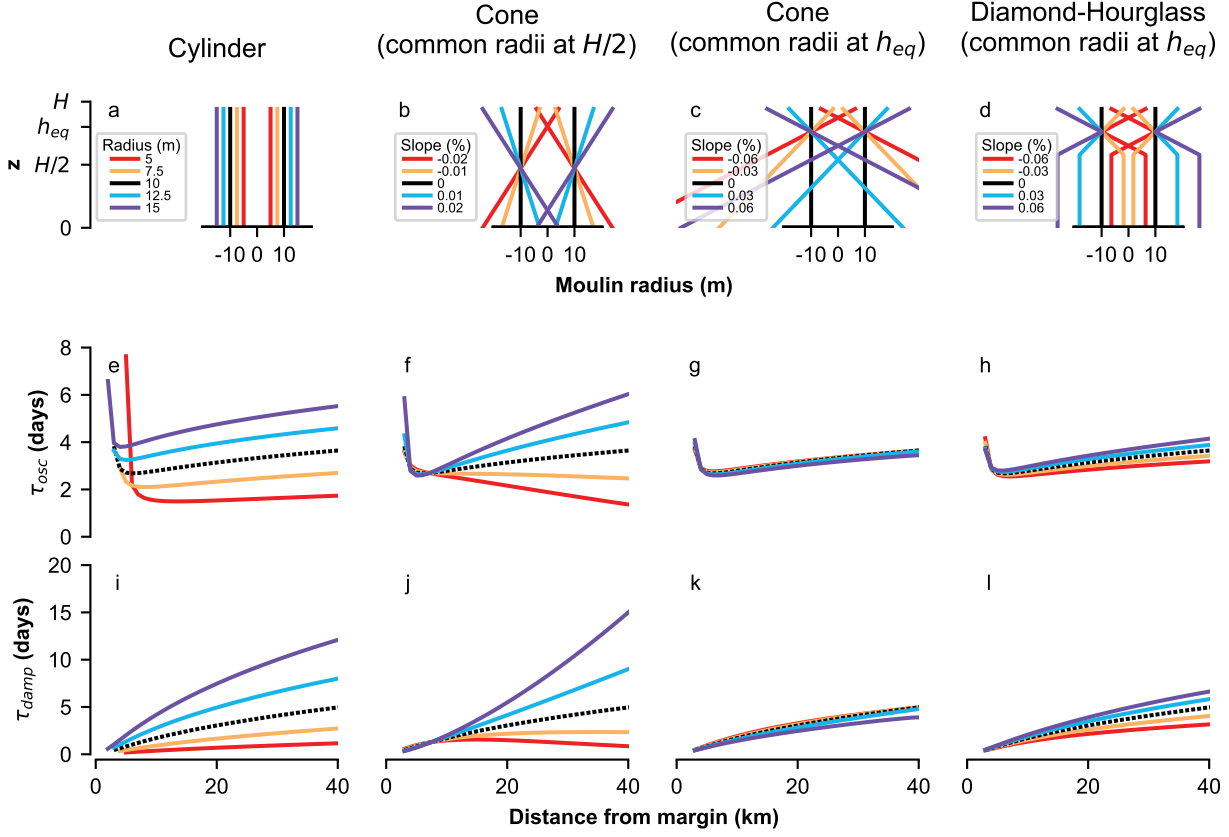 Cylinder
Cone
(common radii at H/2)
Cone
(common radii at h_eq)
Diamond-Hourglass
(common radii at h_eq)
z
H
h_eq
H/2
0
a
Radius (m)
5
7.5
10
12.5
15
-10 0 10
b
Slope (%)
-0.02
-0.01
0
0.01
0.02
-10 0 10
c
Slope (%)
-0.06
-0.03
0
0.03
0.06
-10 0 10
d
Slope (%)
-0.06
-0.03
0
0.03
0.06
-10 0 10
Moulin radius (m)
τ_osc (days)
8
6
4
2
0
e
f
g
h
τ_damp (days)
20
15
10
5
0
i
j
k
l
0 20 40
0 20 40
0 20 40
0 20 40
Distance from margin (km)